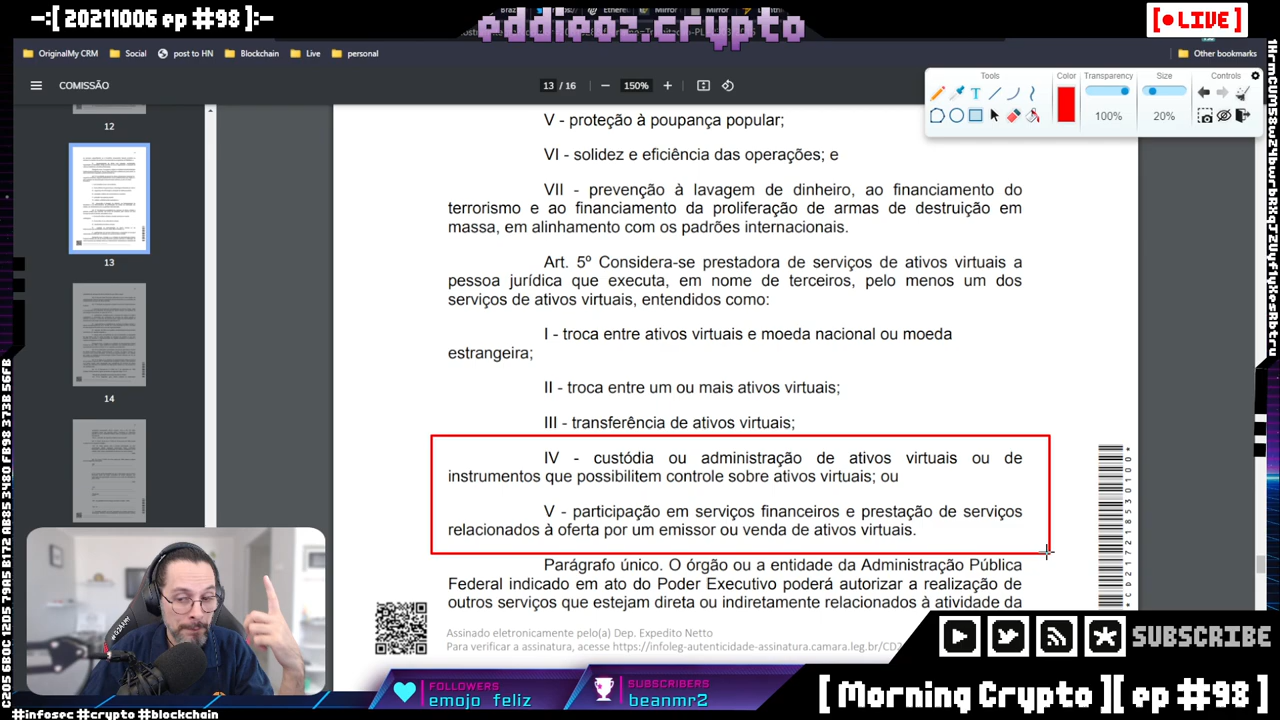 -:[ 20211006 ep #98 ]:-
addiaoz.crypto
[ ● LIVE ]
OriginalMy CRM
Social
post to HN
Blockchain
Live
personal
Other bookmarks
COMISSÃO
13 / 16
150%
Tools
Color
Transparency
Size
Controls
100%
20%
12
13
14
V - proteção à poupança popular;
VI - solidez e eficiência das operações; e
VII - prevenção à lavagem de dinheiro, ao financiamento do
terrorismo e ao financiamento da proliferação de armas de destruição em
massa, em alinhamento com os padrões internacionais.
Art. 5º Considera-se prestadora de serviços de ativos virtuais a
pessoa jurídica que executa, em nome de terceiros, pelo menos um dos
serviços de ativos virtuais, entendidos como:
I - troca entre ativos virtuais e moeda nacional ou moeda
estrangeira;
II - troca entre um ou mais ativos virtuais;
III - transferência de ativos virtuais;
IV - custódia ou administração de ativos virtuais ou de
instrumentos que possibilitem controle sobre ativos virtuais; ou
V - participação em serviços financeiros e prestação de serviços
relacionados à oferta por um emissor ou venda de ativos virtuais.
Parágrafo único. O órgão ou a entidade da Administração Pública
Federal indicado em ato do Poder Executivo poderá autorizar a realização de
outros serviços que estejam direta ou indiretamente relacionados à atividade da
Assinado eletronicamente pelo(a) Dep. Expedito Netto
Para verificar a assinatura, acesse https://infoleg-autenticidade-assinatura.camara.leg.br/CD2
SUBSCRIBE
FOLLOWERS
emojo_feliz
SUBSCRIBERS
beanmr2
[ Morning Crypto ][ ep #98 ]
#infosec #crypto #blockchain